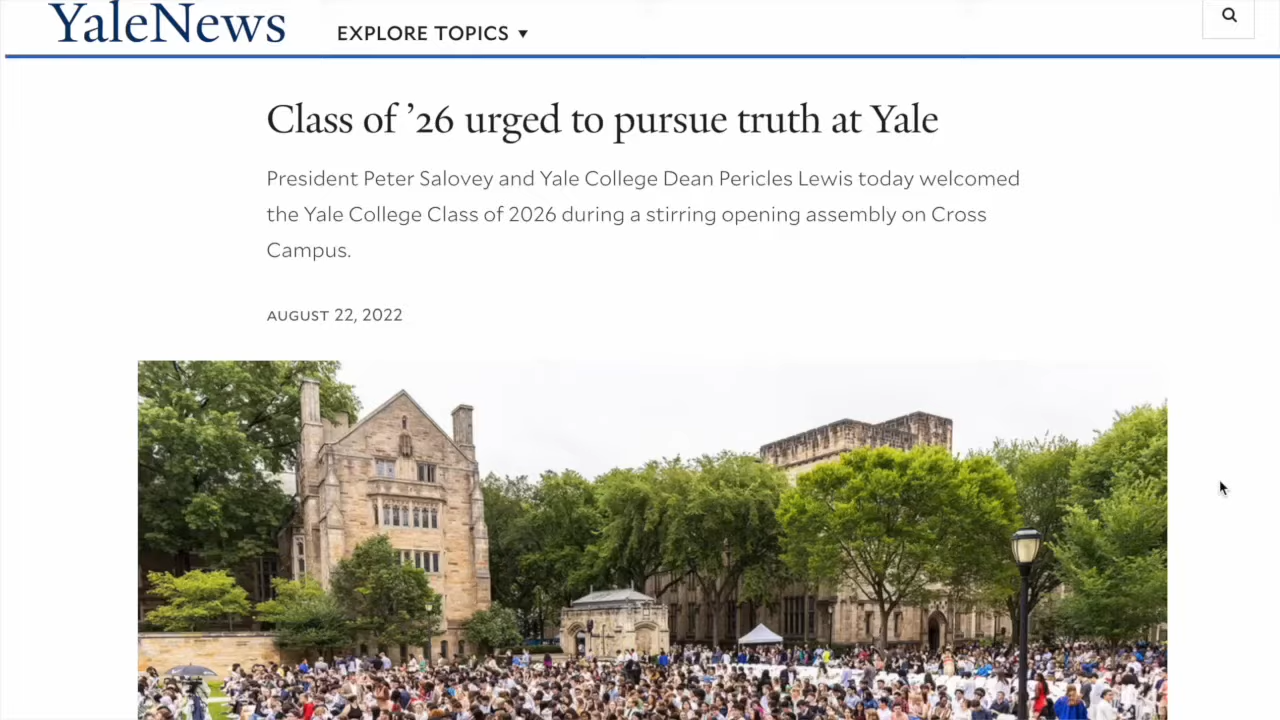 YaleNews
EXPLORE TOPICS ▼
Class of ’26 urged to pursue truth at Yale
President Peter Salovey and Yale College Dean Pericles Lewis today welcomed
the Yale College Class of 2026 during a stirring opening assembly on Cross
Campus.
AUGUST 22, 2022